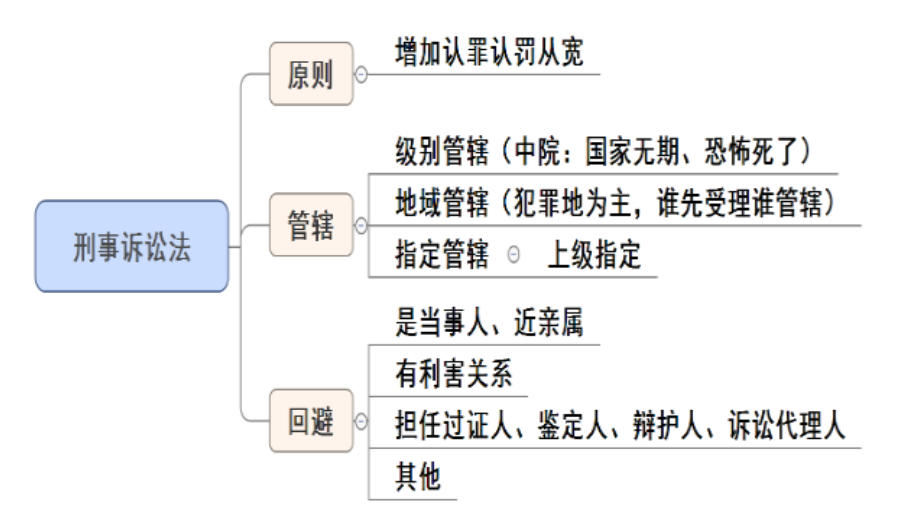 刑事诉讼法
原则
增加认罪认罚从宽
管辖
级别管辖（中院：国家无期、恐怖死了）
地域管辖（犯罪地为主，谁先受理谁管辖）
指定管辖 上级指定
回避
是当事人、近亲属
有利害关系
担任过证人、鉴定人、辩护人、诉讼代理人
其他